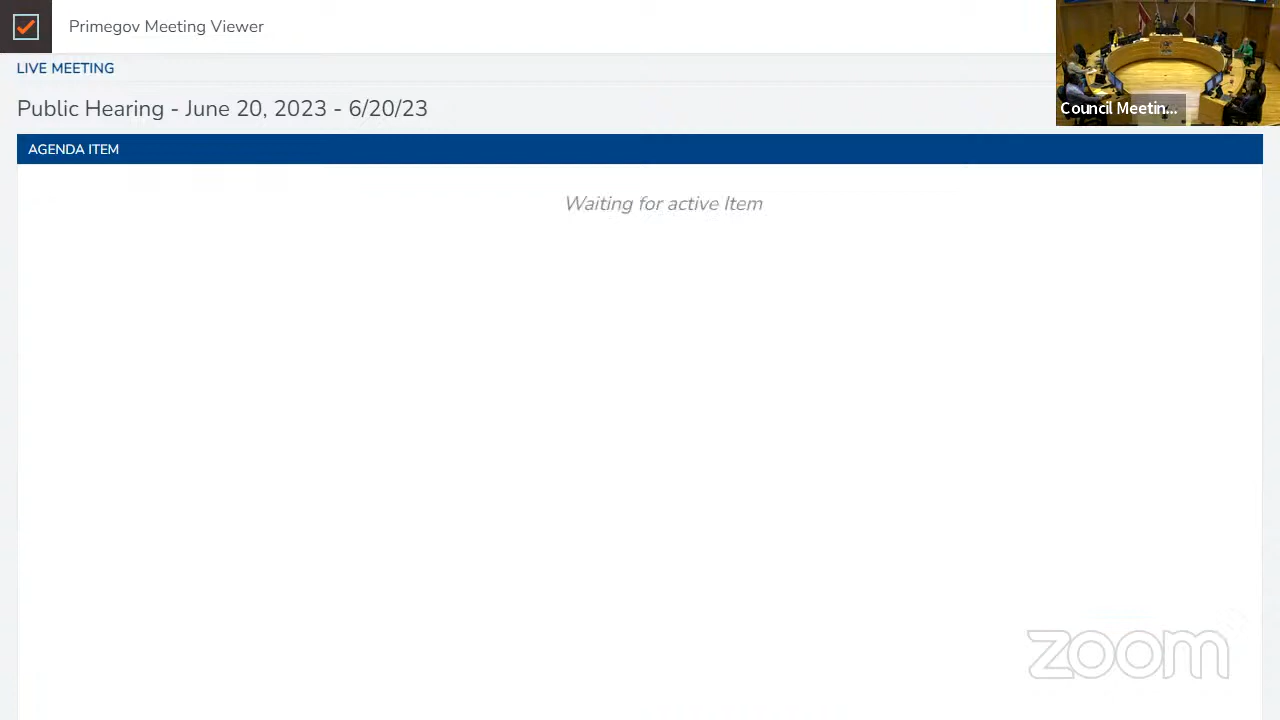 Primegov Meeting Viewer
LIVE MEETING
Public Hearing - June 20, 2023 - 6/20/23
Council Meetin...
AGENDA ITEM
Waiting for active Item
zoom